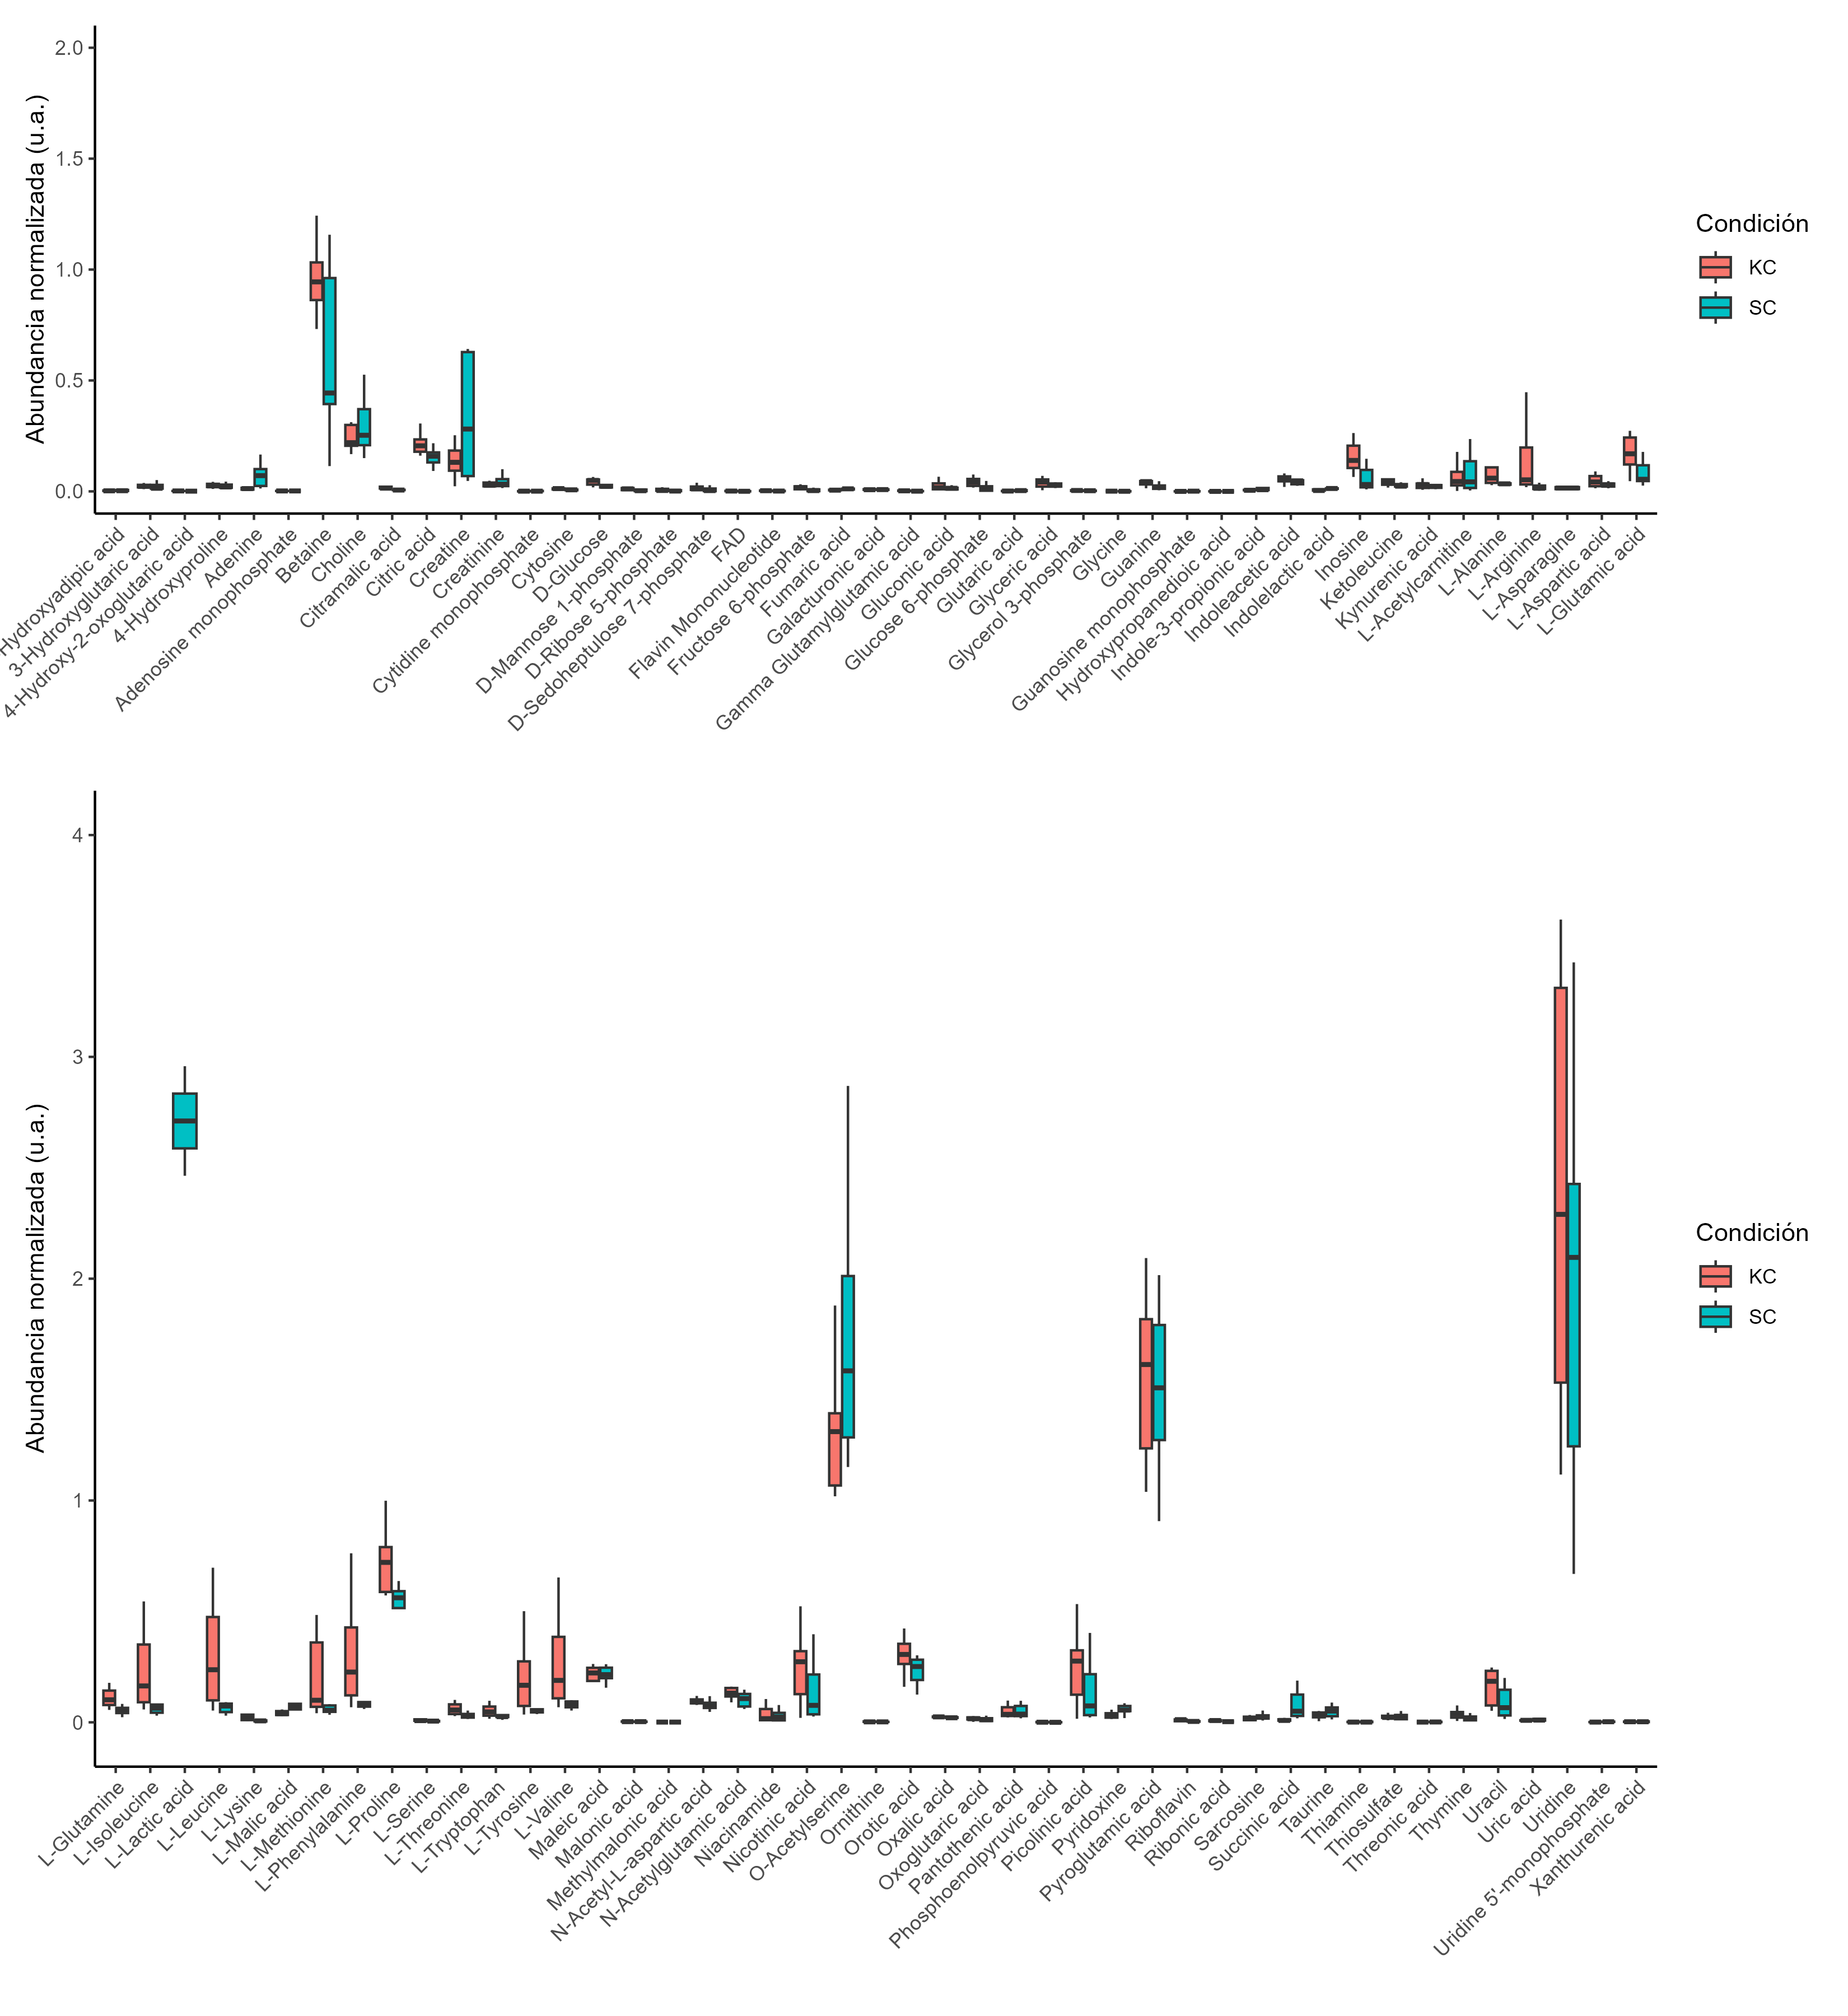 2.0
1.5
1.0
0.5
0.0
Abundancia normalizada (u.a.)
Hydroxyadipic acid
3-Hydroxyglutaric acid
4-Hydroxy-2-oxoglutaric acid
4-Hydroxyproline
Adenine
Adenosine monophosphate
Betaine
Choline
Citramalic acid
Citric acid
Creatine
Creatinine
Cytidine monophosphate
Cytosine
D-Glucose
D-Mannose 1-phosphate
D-Ribose 5-phosphate
D-Sedoheptulose 7-phosphate
FAD
Flavin Mononucleotide
Fructose 6-phosphate
Fumaric acid
Galacturonic acid
Gamma Glutamylglutamic acid
Gluconic acid
Glucose 6-phosphate
Glutaric acid
Glyceric acid
Glycerol 3-phosphate
Glycine
Guanine
Guanosine monophosphate
Hydroxypropanedioic acid
Indole-3-propionic acid
Indoleacetic acid
Indolelactic acid
Inosine
Ketoleucine
Kynurenic acid
L-Acetylcarnitine
L-Alanine
L-Arginine
L-Asparagine
L-Aspartic acid
L-Glutamic acid
Condición
KC
SC
4
3
2
1
0
Abundancia normalizada (u.a.)
L-Glutamine
L-Isoleucine
L-Lactic acid
L-Leucine
L-Lysine
L-Malic acid
L-Methionine
L-Phenylalanine
L-Proline
L-Serine
L-Threonine
L-Tryptophan
L-Tyrosine
L-Valine
Maleic acid
Malonic acid
Methylmalonic acid
N-Acetyl-L-aspartic acid
N-Acetylglutamic acid
Niacinamide
Nicotinic acid
O-Acetylserine
Ornithine
Orotic acid
Oxalic acid
Oxoglutaric acid
Pantothenic acid
Phosphoenolpyruvic acid
Picolinic acid
Pyridoxine
Pyroglutamic acid
Riboflavin
Ribonic acid
Sarcosine
Succinic acid
Taurine
Thiamine
Thiosulfate
Threonic acid
Thymine
Uracil
Uric acid
Uridine
Uridine 5'-monophosphate
Xanthurenic acid
Condición
KC
SC